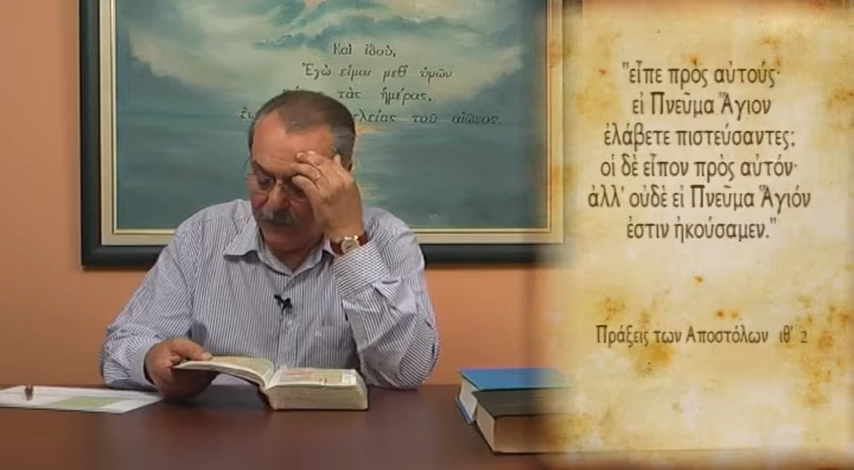 Καὶ ἰδού,
Ἐγώ εἶμαι μεθ' ὑμῶν
τὰς ἡμέρας,
τοῦ αἰῶνος.
"εἶπε πρὸς αὐτούς·
εἰ Πνεῦμα Ἅγιον
ἐλάβετε πιστεύσαντες;
οἱ δὲ εἶπον πρὸς αὐτόν·
ἀλλ' οὐδὲ εἰ Πνεῦμα Ἅγιόν
ἐστιν ἠκούσαμεν."
Πράξεις των Αποστόλων ιθ' 2